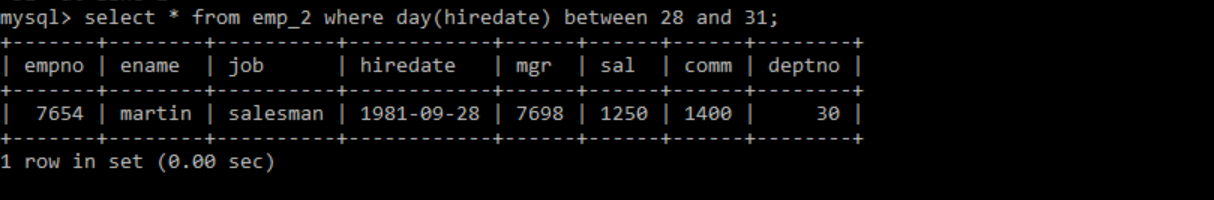 mysql> select * from emp_2 where day(hiredate) between 28 and 31;
+-------+--------+----------+------------+------+------+------+--------+
| empno | ename  | job      | hiredate   | mgr  | sal  | comm | deptno |
+-------+--------+----------+------------+------+------+------+--------+
|  7654 | martin | salesman | 1981-09-28 | 7698 | 1250 | 1400 |     30 |
+-------+--------+----------+------------+------+------+------+--------+
1 row in set (0.00 sec)